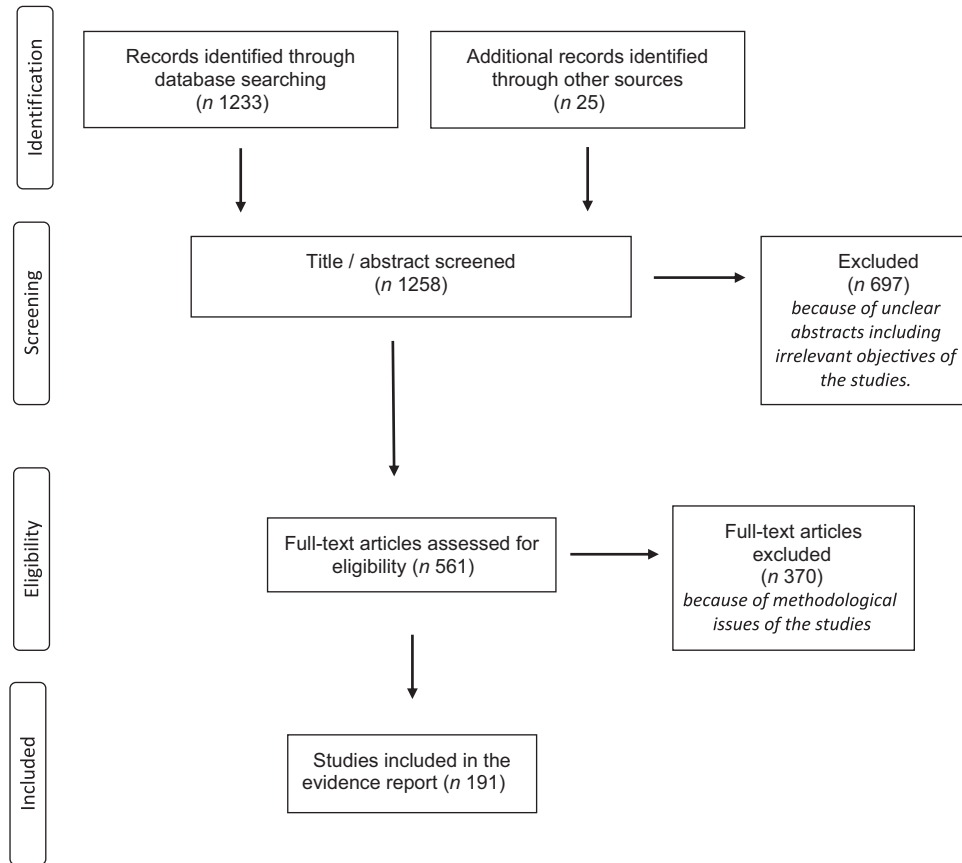 Identification
Records identified through
database searching
(n 1233)
Additional records identified
through other sources
(n 25)
Screening
Title / abstract screened
(n 1258)
Excluded
(n 697)
because of unclear
abstracts including
irrelevant objectives of
the studies.
Eligibility
Full-text articles assessed for
eligibility (n 561)
Full-text articles
excluded
(n 370)
because of methodological
issues of the studies
Included
Studies included in the
evidence report (n 191)